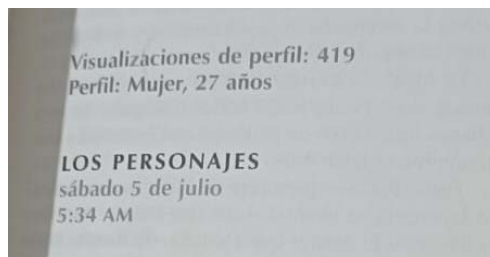 Visualizaciones de perfil: 419
Perfil: Mujer, 27 años
LOS PERSONAJES
sábado 5 de julio
5:34 AM